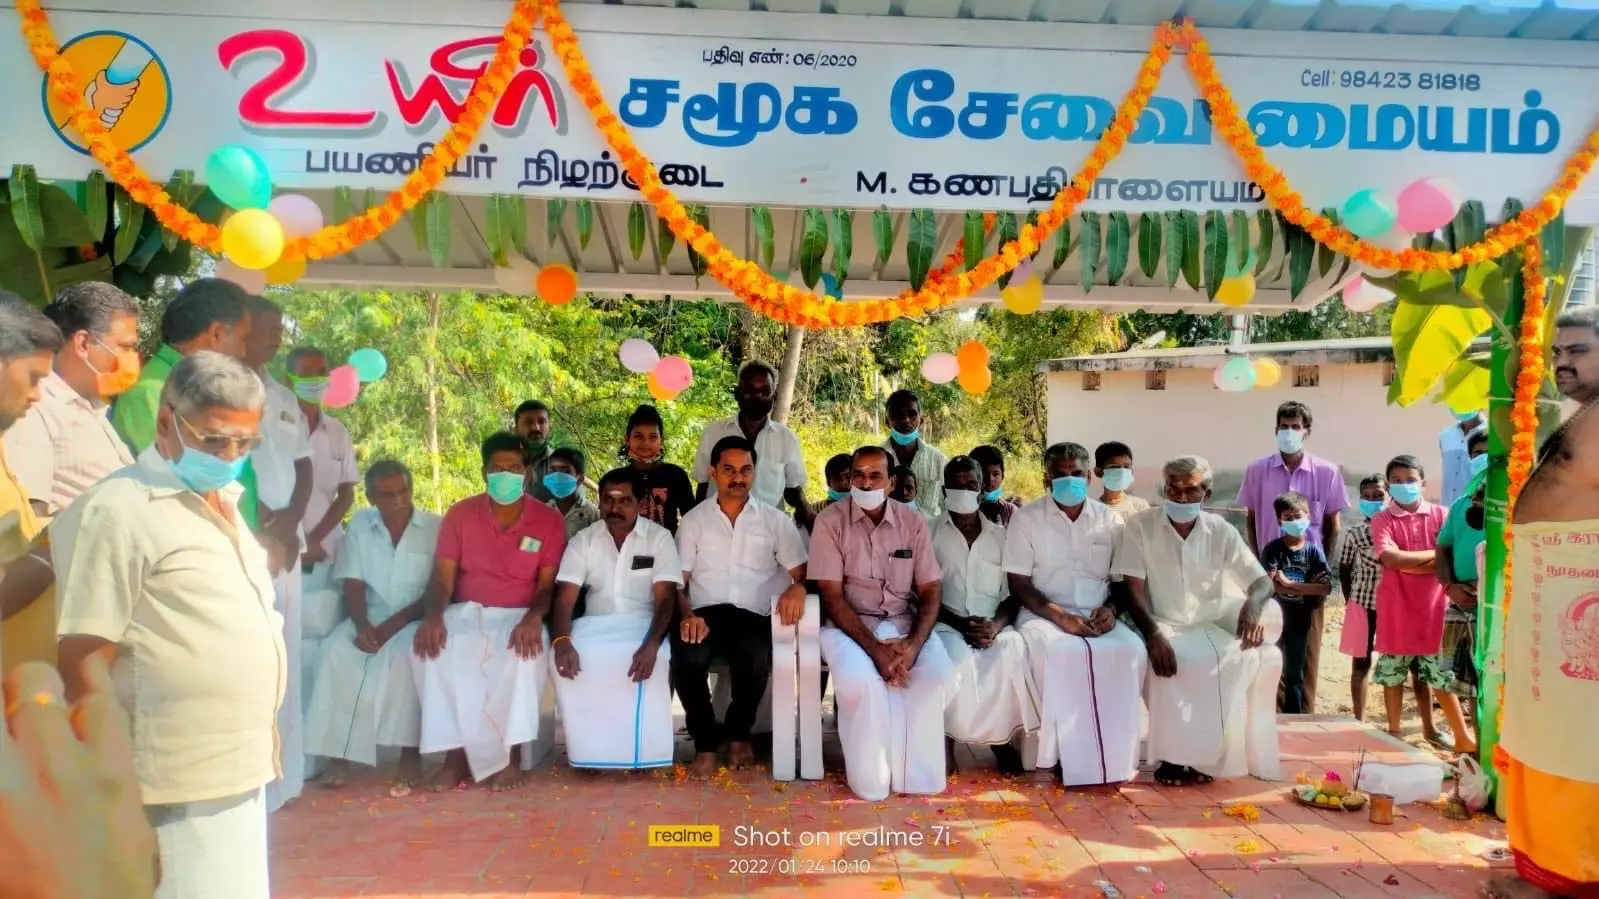 பதிவு எண்: 06/2020
Cell: 98423 81818
உயிர் சமூக சேவை மையம்
பயணியர் நிழற்குடை
M. கணபதிபாளையம்
ஸ்ரீ
நூதன
realme Shot on realme 7i
2022/01/24 10:10